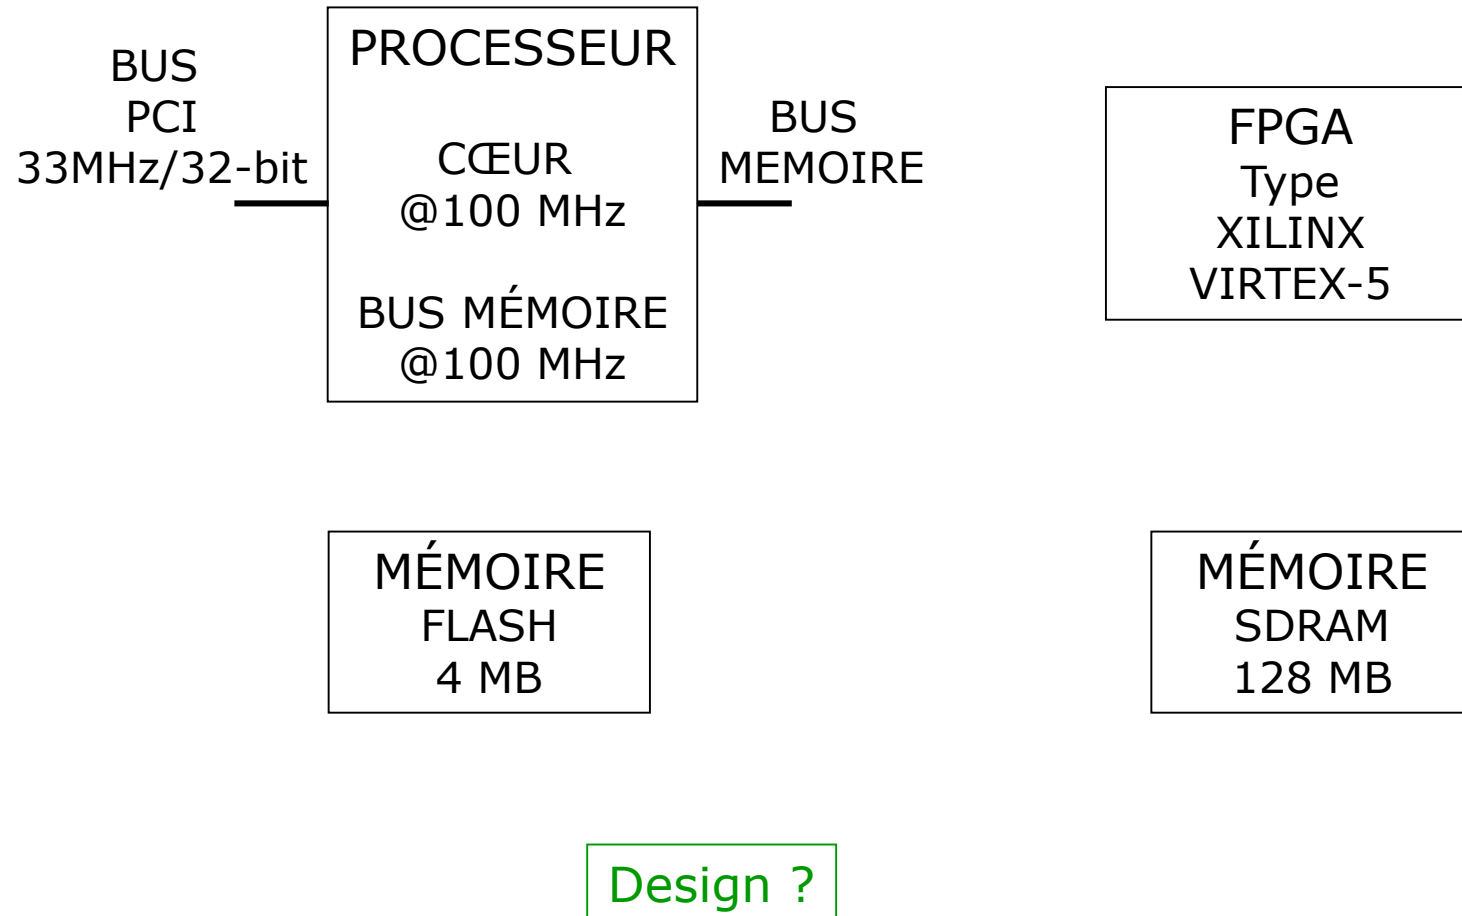 BUS
PCI
33MHz/32-bit
PROCESSEUR
CŒUR
@100 MHz
BUS MÉMOIRE
@100 MHz
BUS
MEMOIRE
FPGA
Type
XILINX
VIRTEX-5
MÉMOIRE
FLASH
4 MB
MÉMOIRE
SDRAM
128 MB
Design ?